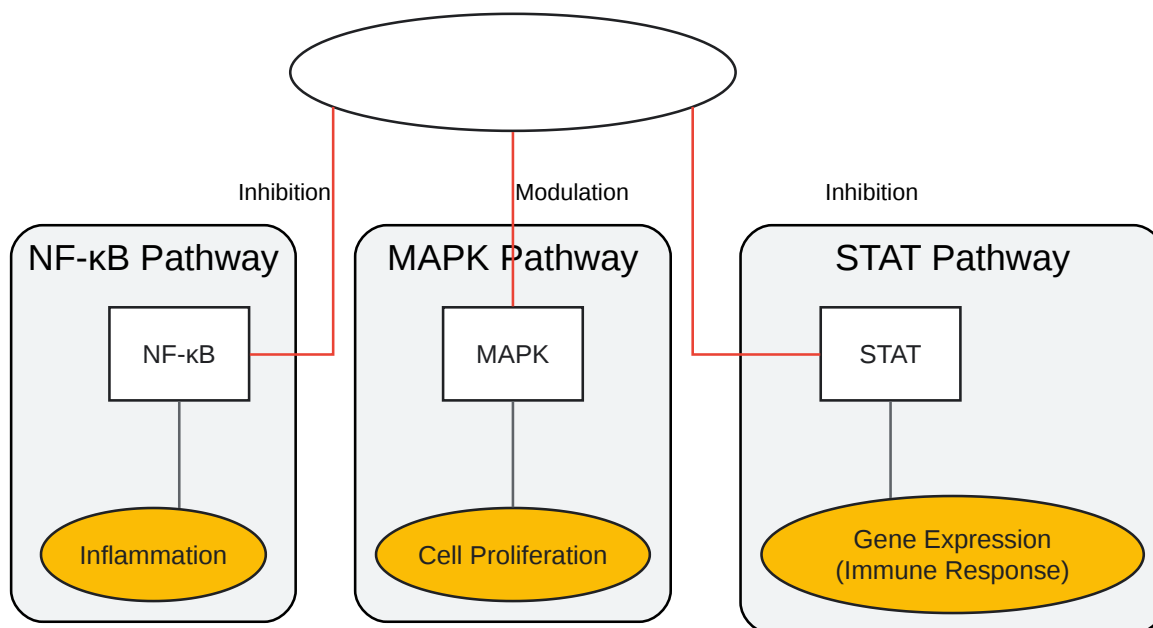 Inhibition
Modulation
Inhibition
NF-κB Pathway
MAPK Pathway
STAT Pathway
NF-κB
MAPK
STAT
Inflammation
Cell Proliferation
Gene Expression
(Immune Response)